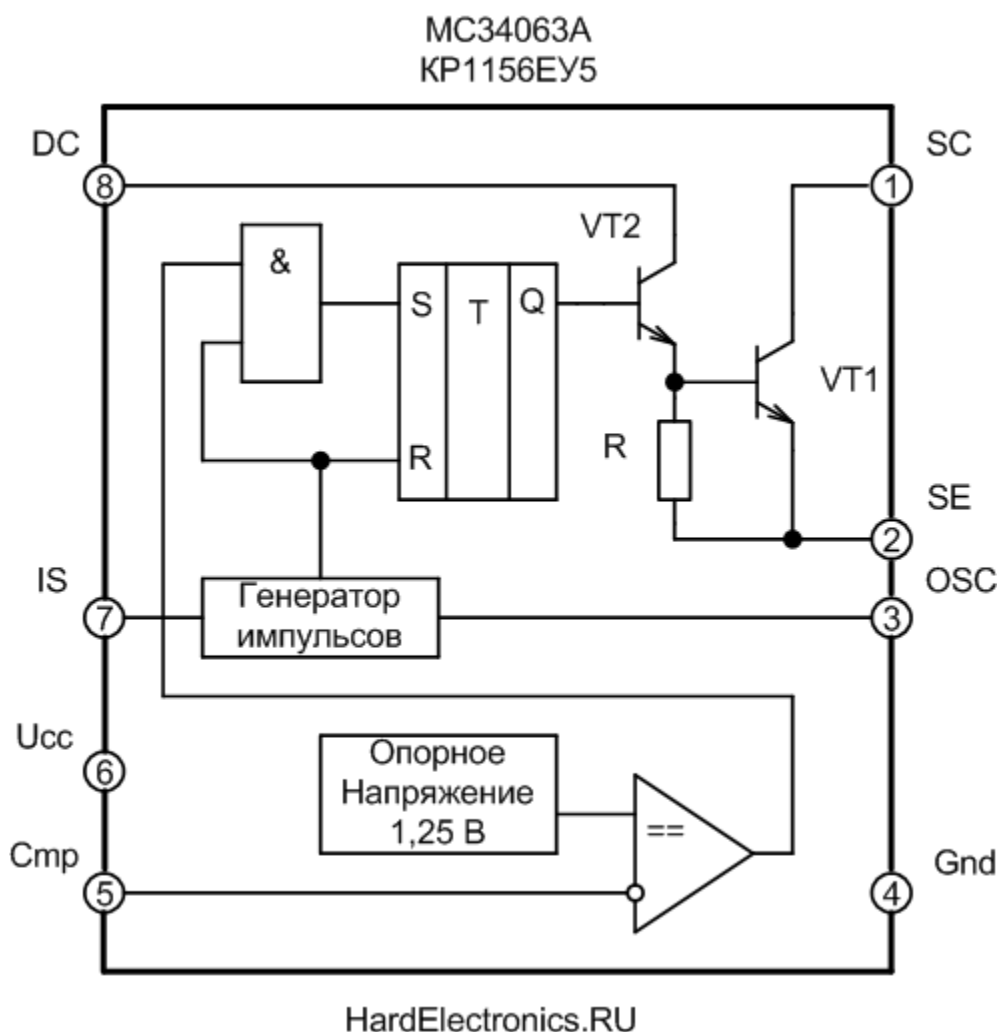 MC34063A
КР1156ЕУ5
DC
SC
8
1
VT2
&
S
T
Q
VT1
R
R
SE
2
IS
OSC
7
Генератор
импульсов
3
Ucc
6
Опорное
Напряжение
1,25 В
==
Cmp
Gnd
5
4
HardElectronics.RU